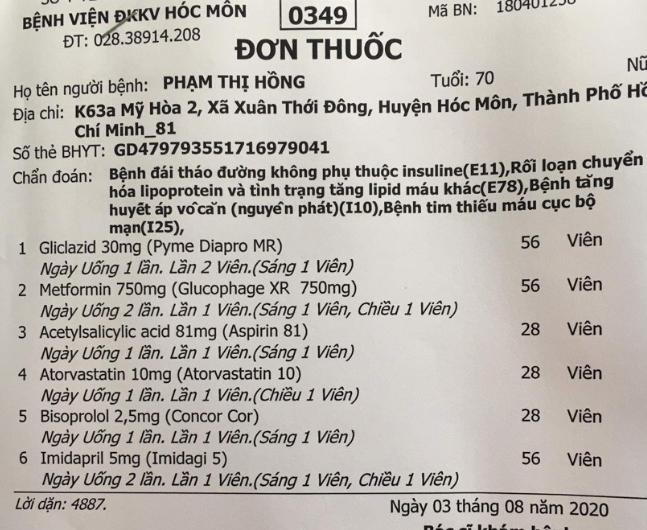 BỆNH VIỆN ĐKKV HÓC MÔN
0349
Mã BN:
ĐT: 028.38914.208
ĐƠN THUỐC
Họ tên người bệnh: PHẠM THỊ HỒNG Tuổi: 70 Nữ
Địa chỉ: K63a Mỹ Hòa 2, Xã Xuân Thới Đông, Huyện Hóc Môn, Thành Phố Hồ
Chí Minh_81
Số thẻ BHYT: GD479793551716979041
Chẩn đoán: Bệnh đái tháo đường không phụ thuộc insuline(E11),Rối loạn chuyển
hóa lipoprotein và tình trạng tăng lipid máu khác(E78),Bệnh tăng
huyết áp vô căn (nguyên phát)(I10),Bệnh tim thiếu máu cục bộ
mạn(I25),
1 Gliclazid 30mg (Pyme Diapro MR) 56 Viên
Ngày Uống 1 lần. Lần 2 Viên.(Sáng 1 Viên)
2 Metformin 750mg (Glucophage XR 750mg) 56 Viên
Ngày Uống 2 lần. Lần 1 Viên.(Sáng 1 Viên, Chiều 1 Viên)
3 Acetylsalicylic acid 81mg (Aspirin 81) 28 Viên
Ngày Uống 1 lần. Lần 1 Viên.(Sáng 1 Viên)
4 Atorvastatin 10mg (Atorvastatin 10) 28 Viên
Ngày Uống 1 lần. Lần 1 Viên.(Chiều 1 Viên)
5 Bisoprolol 2,5mg (Concor Cor) 28 Viên
Ngày Uống 1 lần. Lần 1 Viên.(Sáng 1 Viên)
6 Imidapril 5mg (Imidagi 5) 56 Viên
Ngày Uống 2 lần. Lần 1 Viên.(Sáng 1 Viên, Chiều 1 Viên)
Lời dặn: 4887.
Ngày 03 tháng 08 năm 2020